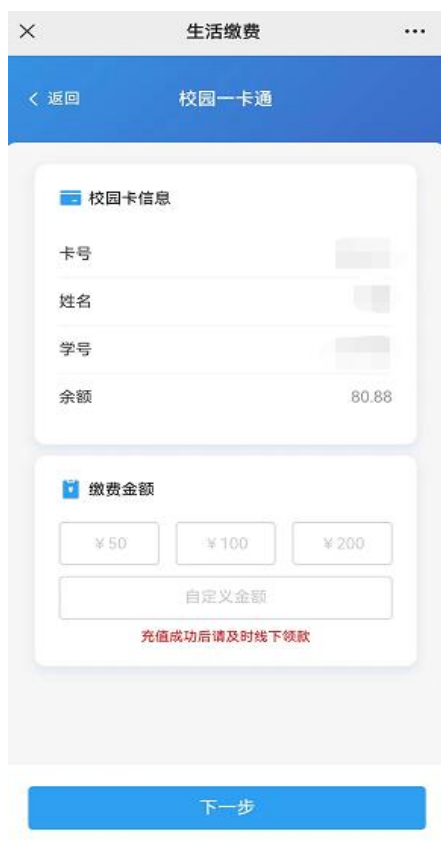 生活缴费
返回 校园一卡通
校园卡信息
卡号
姓名
学号
余额 80.88
缴费金额
¥50 ¥100 ¥200
自定义金额
充值成功后请及时线下领款
下一步